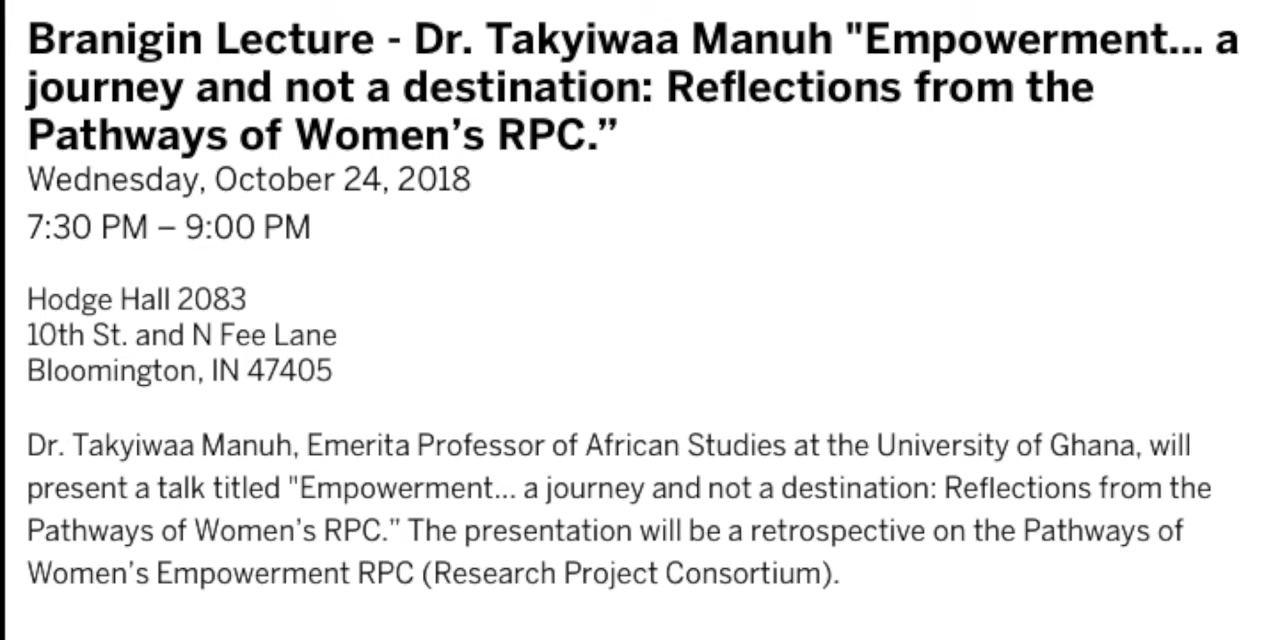 Branigin Lecture - Dr. Takyiwaa Manuh "Empowerment... a
journey and not a destination: Reflections from the
Pathways of Women’s RPC.”
Wednesday, October 24, 2018
7:30 PM – 9:00 PM
Hodge Hall 2083
10th St. and N Fee Lane
Bloomington, IN 47405
Dr. Takyiwaa Manuh, Emerita Professor of African Studies at the University of Ghana, will
present a talk titled "Empowerment... a journey and not a destination: Reflections from the
Pathways of Women’s RPC.” The presentation will be a retrospective on the Pathways of
Women’s Empowerment RPC (Research Project Consortium).